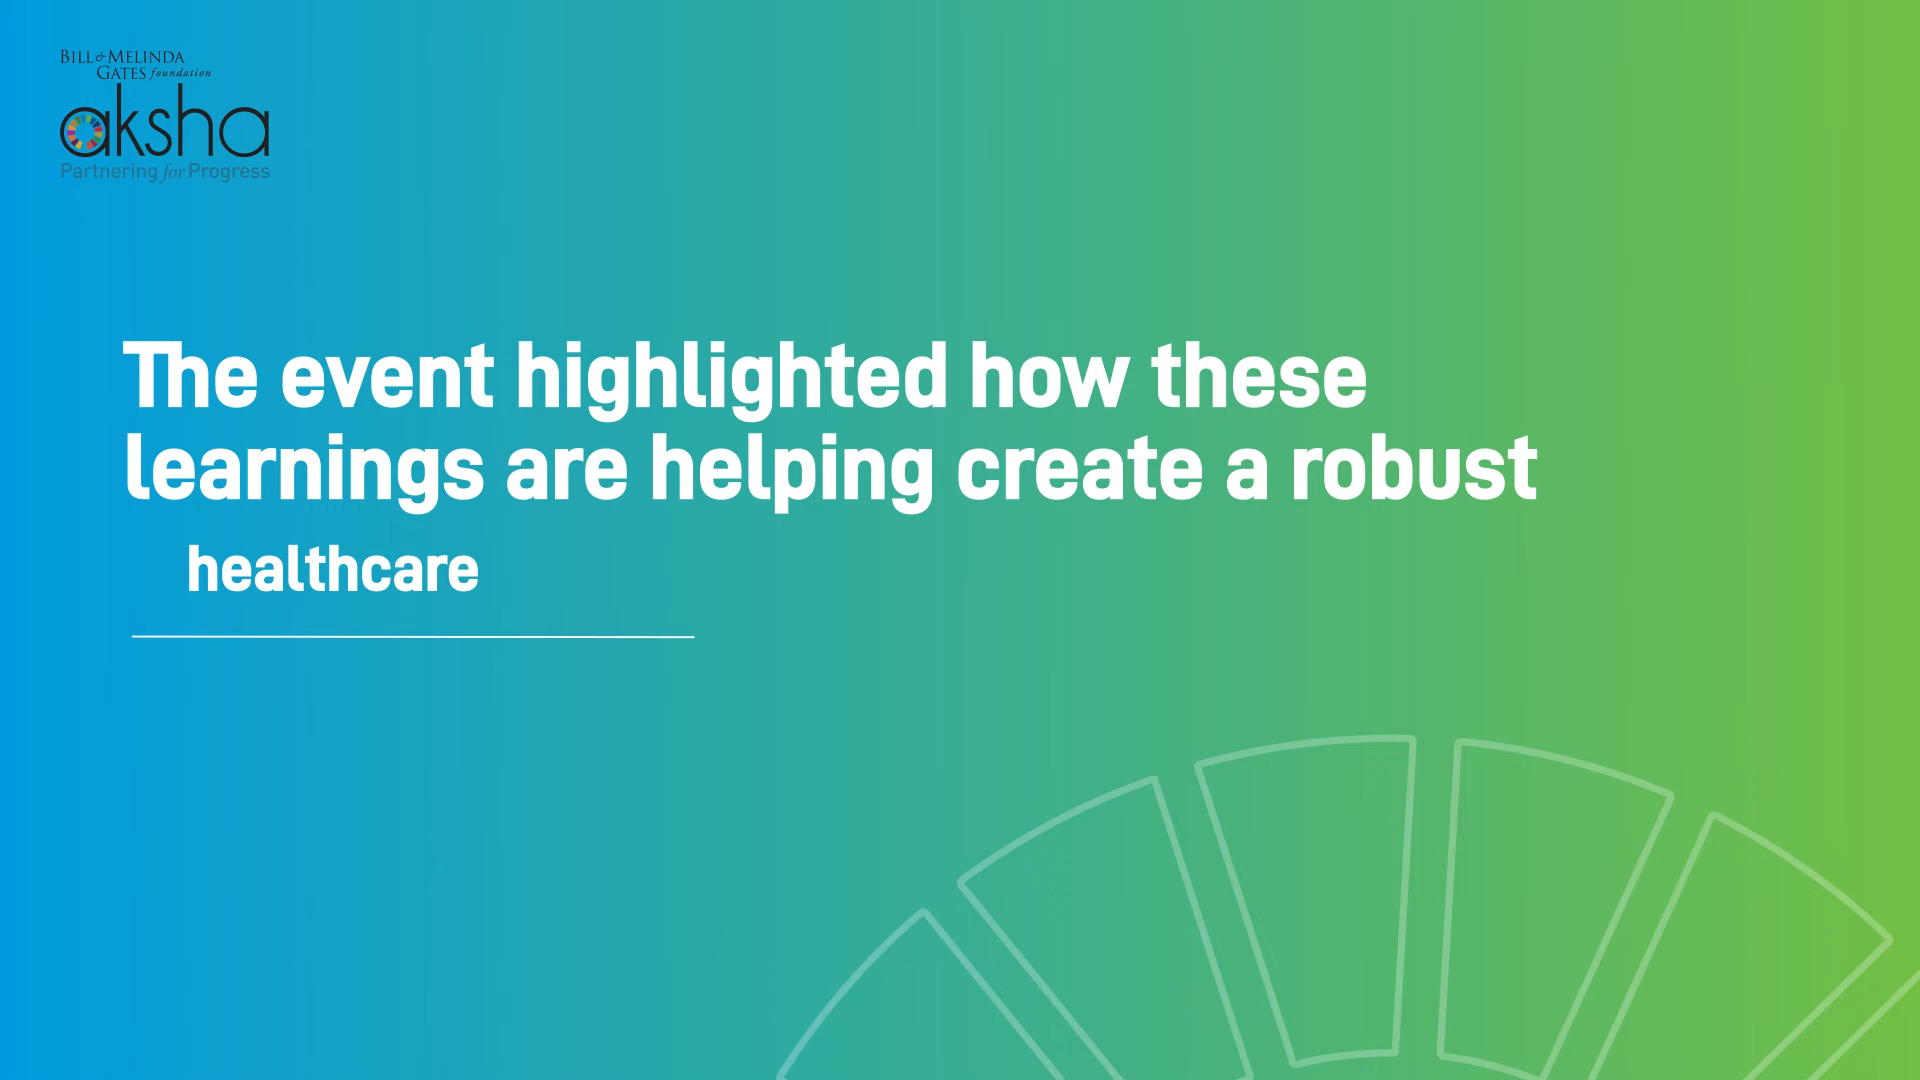 BILL & MELINDA
GATES foundation
aksha
Partnering for Progress
The event highlighted how these
learnings are helping create a robust
healthcare